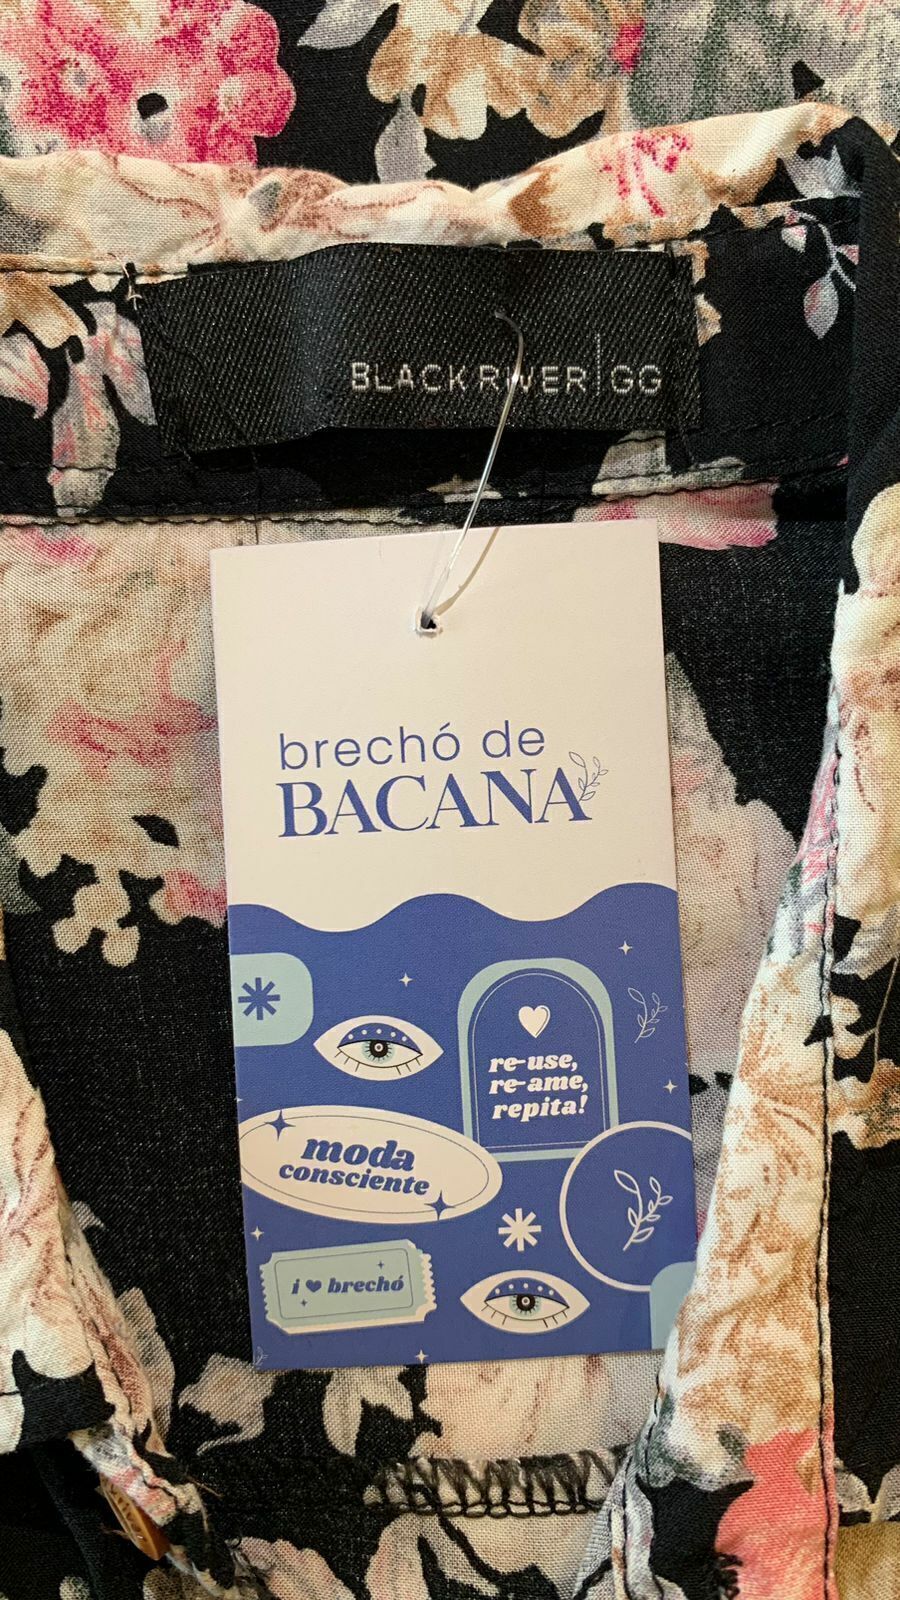 BLACK RIVER GG
brechó de
BACANA
re-use,
re-ame,
repita!
moda
consciente
i brechó